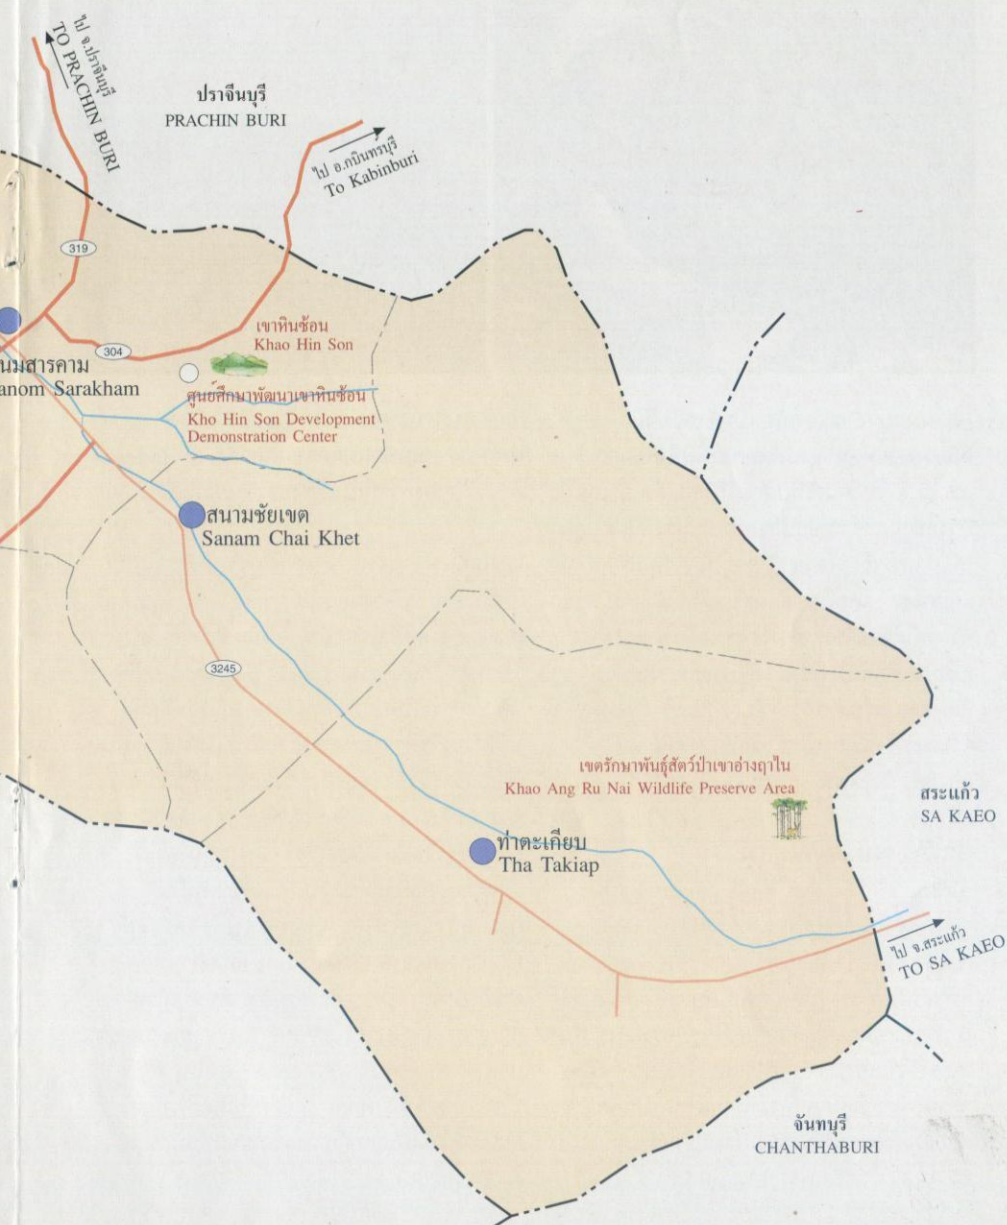 ไป จ.ปราจีนบุรี
TO PRACHIN BURI
ปราจีนบุรี
PRACHIN BURI
ไป อ.กบินทรบุรี
To Kabinburi
319
304
เขาหินซ้อน
Khao Hin Son
นมสารคาม
anom Sarakham
ศูนย์ศึกษาพัฒนาเขาหินซ้อน
Kho Hin Son Development
Demonstration Center
สนามชัยเขต
Sanam Chai Khet
3245
เขตรักษาพันธุ์สัตว์ป่าเขาอ่างฤาไน
Khao Ang Ru Nai Wildlife Preserve Area
สระแก้ว
SA KAEO
ท่าตะเกียบ
Tha Takiap
ไป จ.สระแก้ว
TO SA KAEO
จันทบุรี
CHANTHABURI